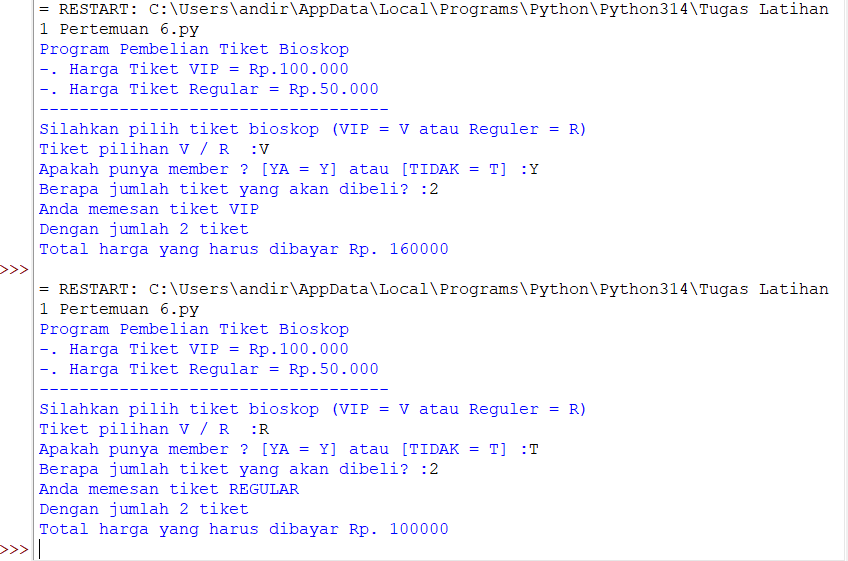 = RESTART: C:\Users\andir\AppData\Local\Programs\Python\Python314\Tugas Latihan
1 Pertemuan 6.py
Program Pembelian Tiket Bioskop
-. Harga Tiket VIP = Rp.100.000
-. Harga Tiket Regular = Rp.50.000
-----------------------------------
Silahkan pilih tiket bioskop (VIP = V atau Reguler = R)
Tiket pilihan V / R  :V
Apakah punya member ? [YA = Y] atau [TIDAK = T] :Y
Berapa jumlah tiket yang akan dibeli? :2
Anda memesan tiket VIP
Dengan jumlah 2 tiket
Total harga yang harus dibayar Rp. 160000
>>>
= RESTART: C:\Users\andir\AppData\Local\Programs\Python\Python314\Tugas Latihan
1 Pertemuan 6.py
Program Pembelian Tiket Bioskop
-. Harga Tiket VIP = Rp.100.000
-. Harga Tiket Regular = Rp.50.000
-----------------------------------
Silahkan pilih tiket bioskop (VIP = V atau Reguler = R)
Tiket pilihan V / R  :R
Apakah punya member ? [YA = Y] atau [TIDAK = T] :T
Berapa jumlah tiket yang akan dibeli? :2
Anda memesan tiket REGULAR
Dengan jumlah 2 tiket
Total harga yang harus dibayar Rp. 100000
>>>